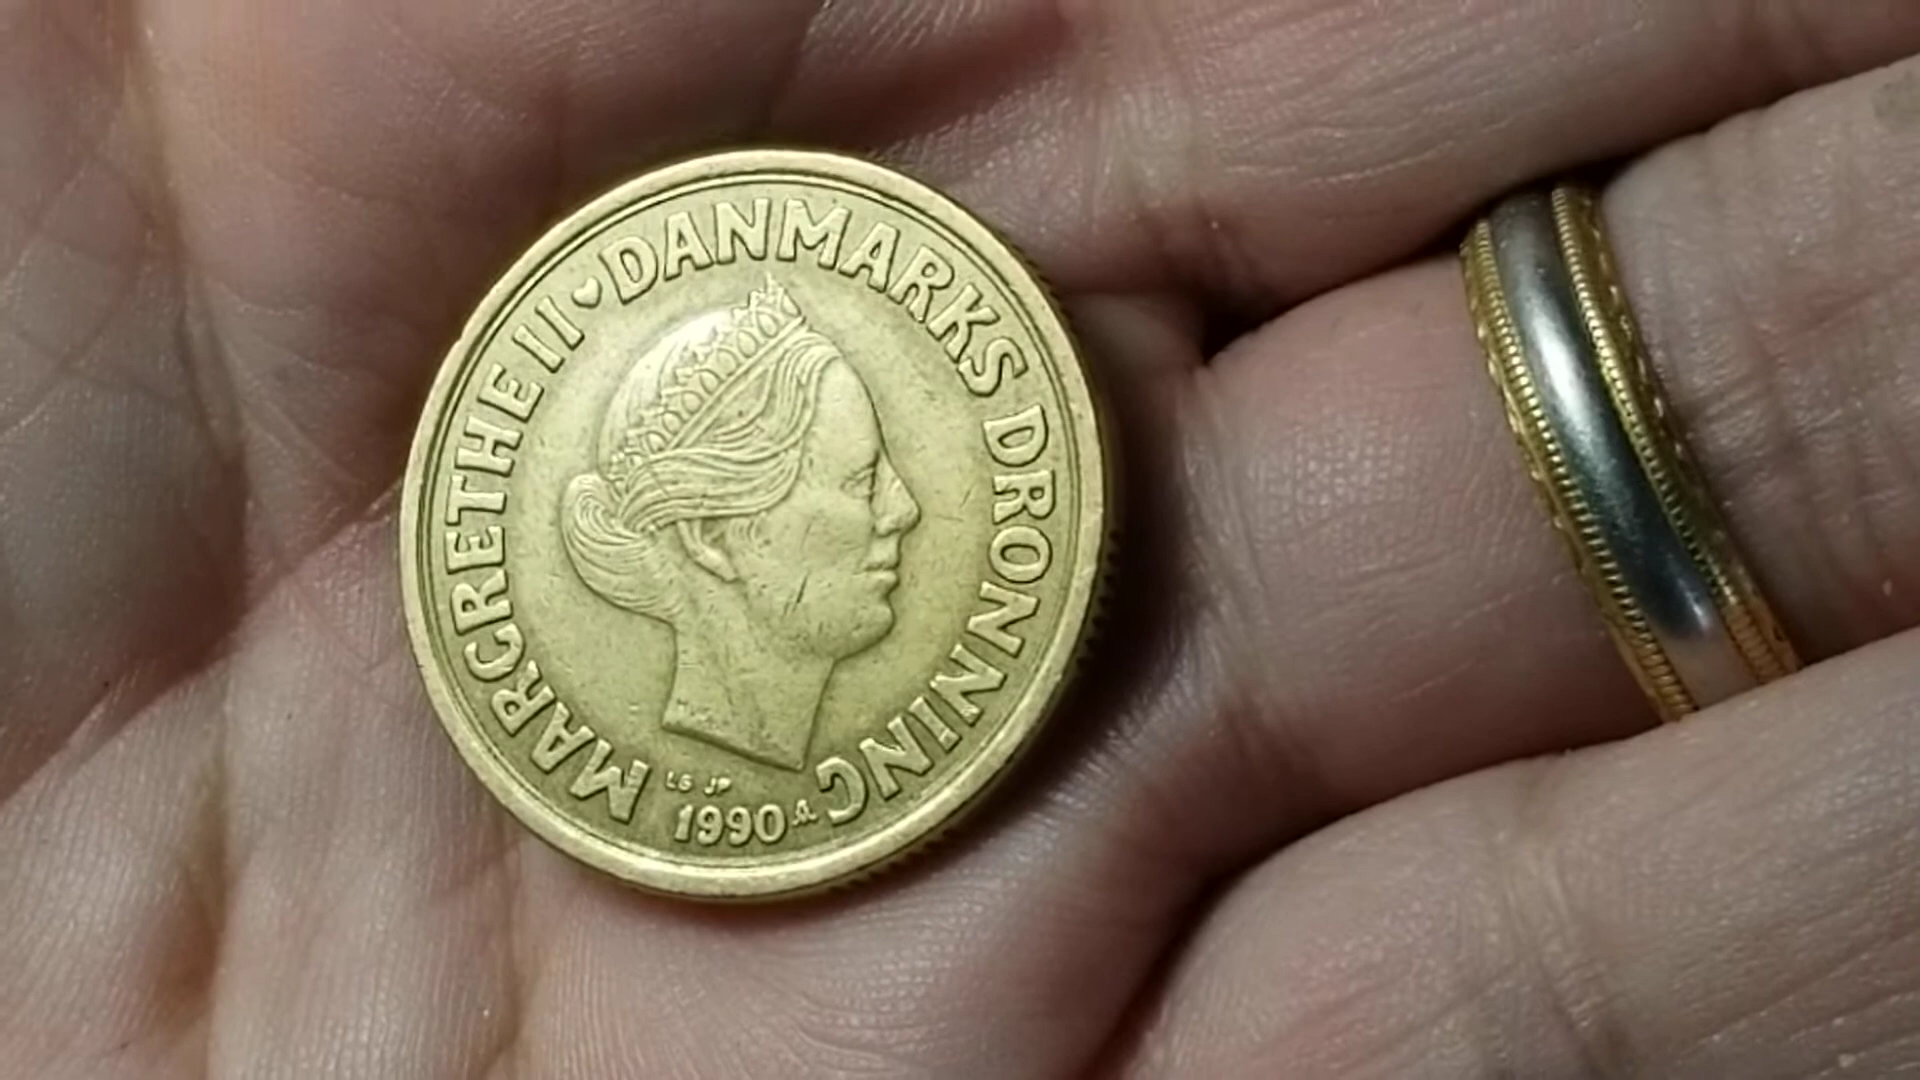 MARGRETHE II ♥ DANMARKS DRONNING
LG JP
1990 A